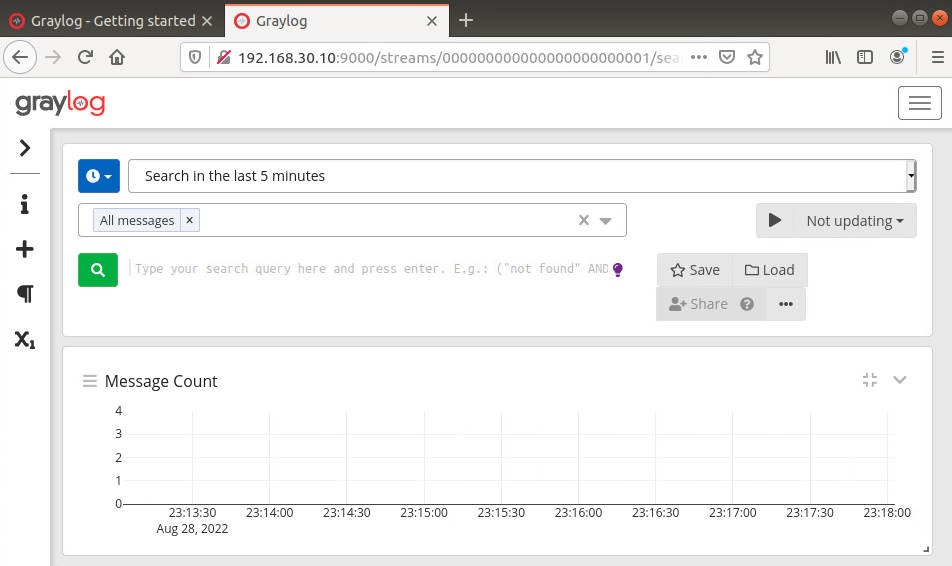 Graylog - Getting started
Graylog
192.168.30.10:9000/streams/000000000000000000000001/sea
graylog
Search in the last 5 minutes
All messages ×
Not updating
Type your search query here and press enter. E.g.: ("not found" AND
Save
Load
Share
Message Count
4
3
2
1
0
23:13:30 23:14:00 23:14:30 23:15:00 23:15:30 23:16:00 23:16:30 23:17:00 23:17:30 23:18:00
Aug 28, 2022